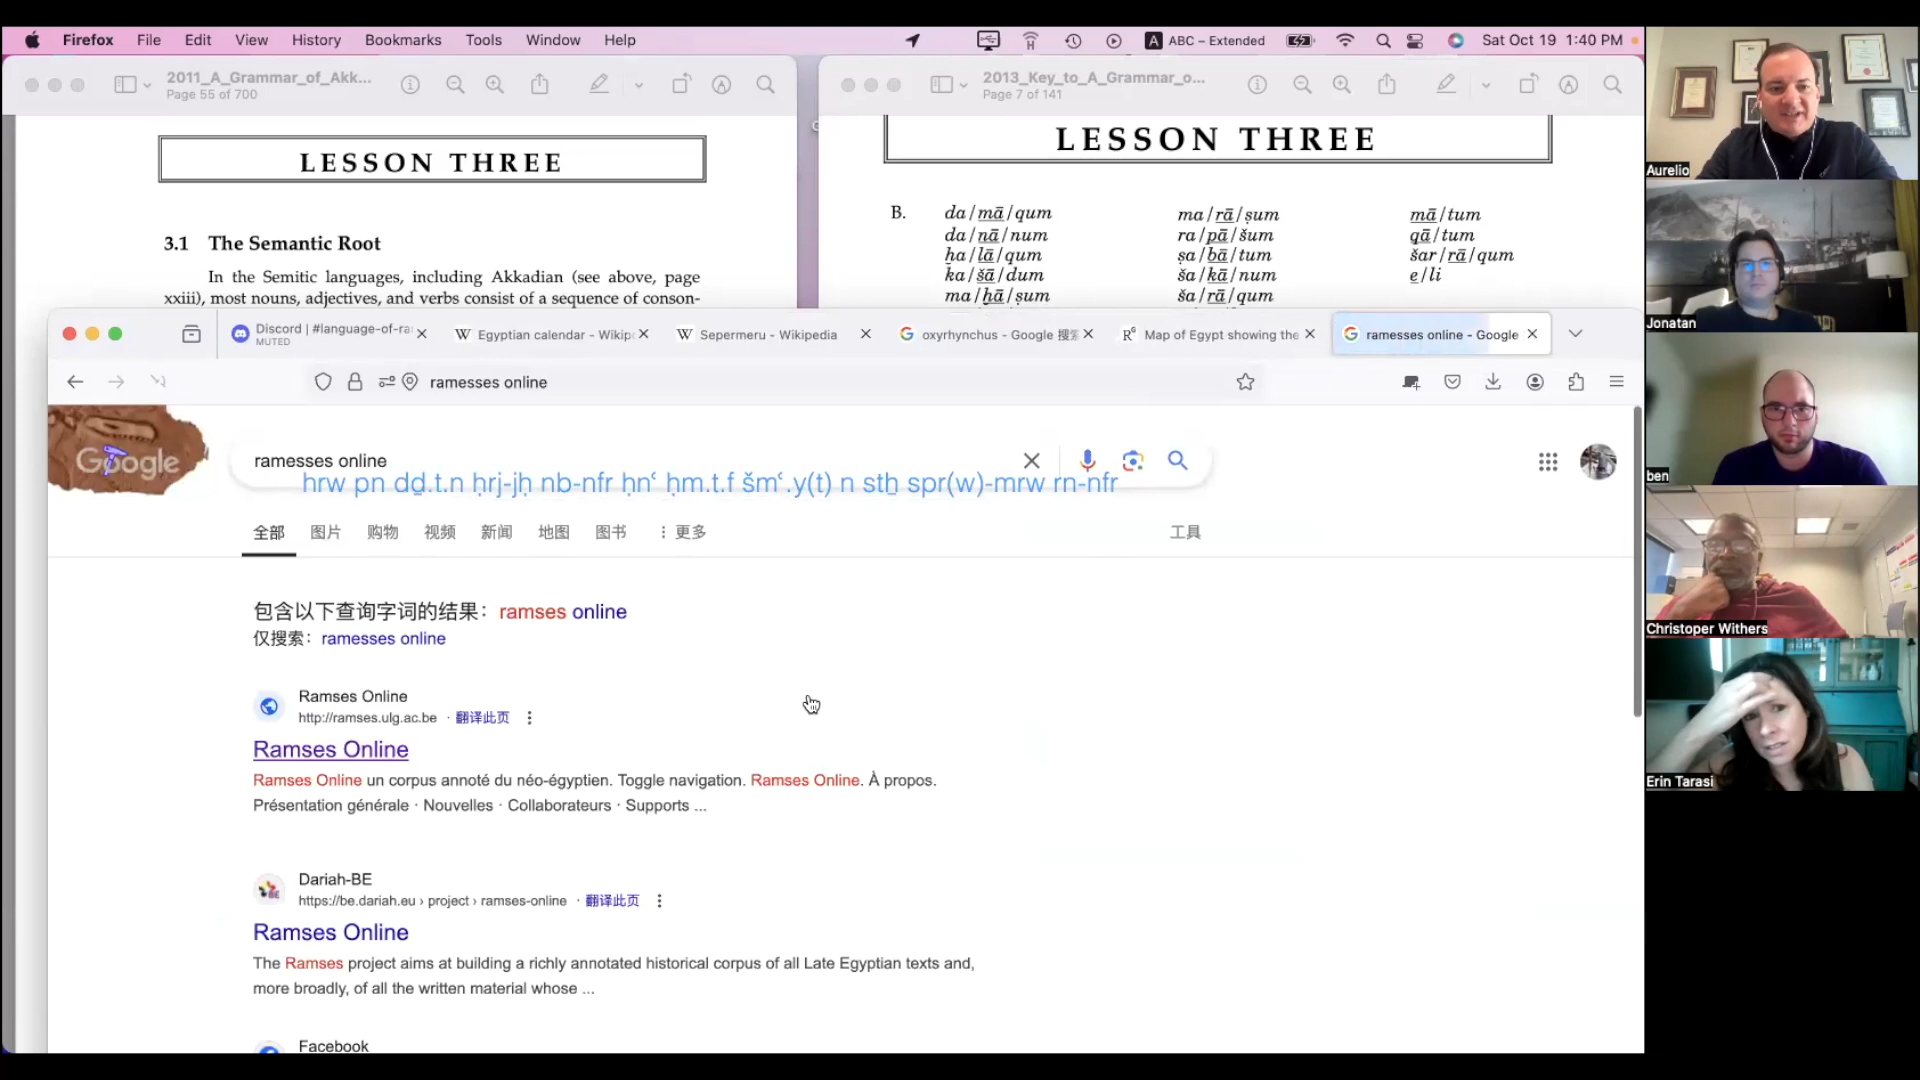 Firefox File Edit View History Bookmarks Tools Window Help
ABC – Extended Sat Oct 19 1:40 PM
2011_A_Grammar_of_Akk...
Page 55 of 700
LESSON THREE
3.1 The Semantic Root
In the Semitic languages, including Akkadian (see above, page
xxiii), most nouns, adjectives, and verbs consist of a sequence of conson-
2013_Key_to_A_Grammar_o...
Page 7 of 141
LESSON THREE
B. da/mā/qum ma/rā/ṣum mā/tum
da/nā/num ra/pā/šum qā/tum
ḫa/lā/qum ṣa/bā/tum šar/rā/qum
ka/šā/dum ša/kā/num e/li
ma/ḫā/ṣum ša/rā/qum
Discord | #language-of-ra
MUTED
Egyptian calendar - Wikip
Sepermeru - Wikipedia
oxyrhynchus - Google 搜
Map of Egypt showing the
ramesses online - Google
ramesses online
Google
ramesses online
hrw pn dḏ.t.n ḥrj-jḥ nb-nfr ḥnꜥ ḥm.t.f šmꜥ.y(t) n stẖ spr(w)-mrw rn-nfr
全部 图片 购物 视频 新闻 地图 图书 更多 工具
包含以下查询字词的结果： ramses online
仅搜索： ramesses online
Ramses Online
http://ramses.ulg.ac.be · 翻译此页
Ramses Online
Ramses Online un corpus annoté du néo-égyptien. Toggle navigation. Ramses Online. À propos.
Présentation générale · Nouvelles · Collaborateurs · Supports ...
Dariah-BE
https://be.dariah.eu › project › ramses-online · 翻译此页
Ramses Online
The Ramses project aims at building a richly annotated historical corpus of all Late Egyptian texts and,
more broadly, of all the written material whose ...
Facebook
Aurelio
Jonatan
ben
Christoper Withers
Erin Tarasi